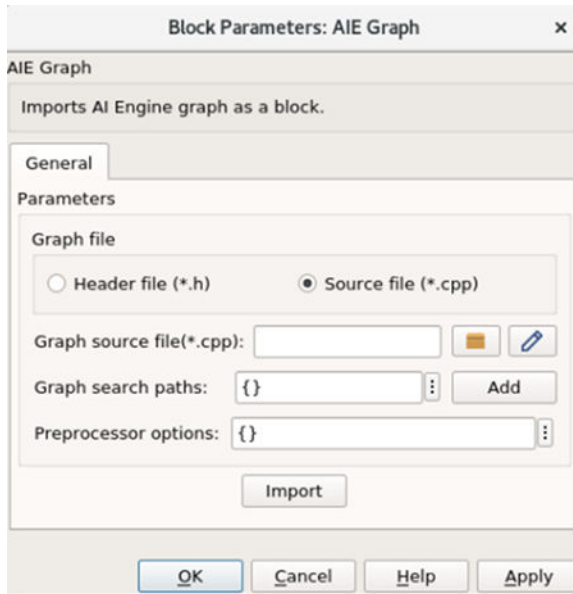 Block Parameters: AIE Graph ×
AIE Graph
Imports AI Engine graph as a block.
General
Parameters
Graph file
Header file (*.h) Source file (*.cpp)
Graph source file(*.cpp):
Graph search paths: {} Add
Preprocessor options: {}
Import
OK Cancel Help Apply